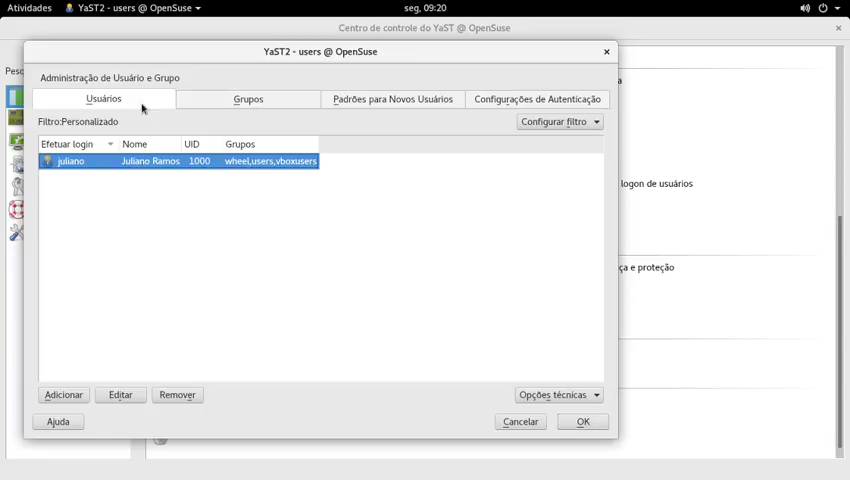 Atividades YaST2 - users @ OpenSuse seg, 09:20
Centro de controle do YaST @ OpenSuse
Pesq
YaST2 - users @ OpenSuse
Administração de Usuário e Grupo
Usuários Grupos Padrões para Novos Usuários Configurações de Autenticação
Filtro:Personalizado Configurar filtro
Efetuar login Nome UID Grupos
juliano Juliano Ramos 1000 wheel,users,vboxusers
a
logon de usuários
ça e proteção
Adicionar Editar Remover Opções técnicas
Ajuda Cancelar OK